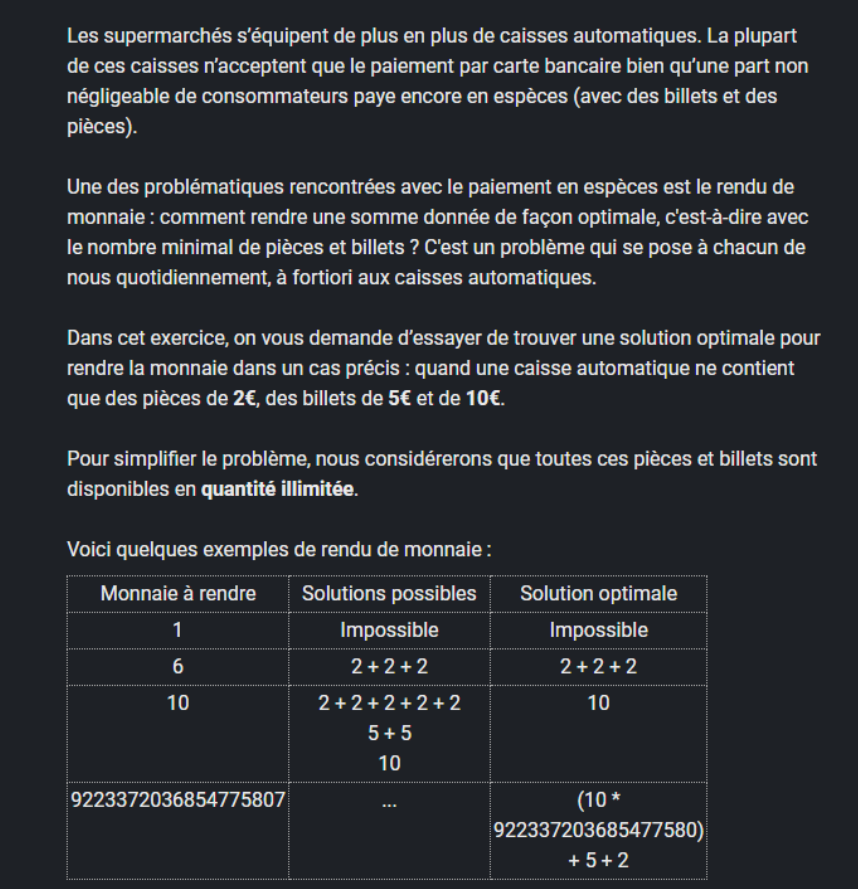 Les supermarchés s’équipent de plus en plus de caisses automatiques. La plupart
de ces caisses n’acceptent que le paiement par carte bancaire bien qu’une part non
négligeable de consommateurs paye encore en espèces (avec des billets et des
pièces).
Une des problématiques rencontrées avec le paiement en espèces est le rendu de
monnaie : comment rendre une somme donnée de façon optimale, c'est-à-dire avec
le nombre minimal de pièces et billets ? C'est un problème qui se pose à chacun de
nous quotidiennement, à fortiori aux caisses automatiques.
Dans cet exercice, on vous demande d’essayer de trouver une solution optimale pour
rendre la monnaie dans un cas précis : quand une caisse automatique ne contient
que des pièces de 2€, des billets de 5€ et de 10€.
Pour simplifier le problème, nous considérerons que toutes ces pièces et billets sont
disponibles en quantité illimitée.
Voici quelques exemples de rendu de monnaie :
Monnaie à rendre Solutions possibles Solution optimale
1 Impossible Impossible
6 2 + 2 + 2 2 + 2 + 2
10 2 + 2 + 2 + 2 + 2 10
5 + 5
10
9223372036854775807 ... (10 *
922337203685477580)
+ 5 + 2